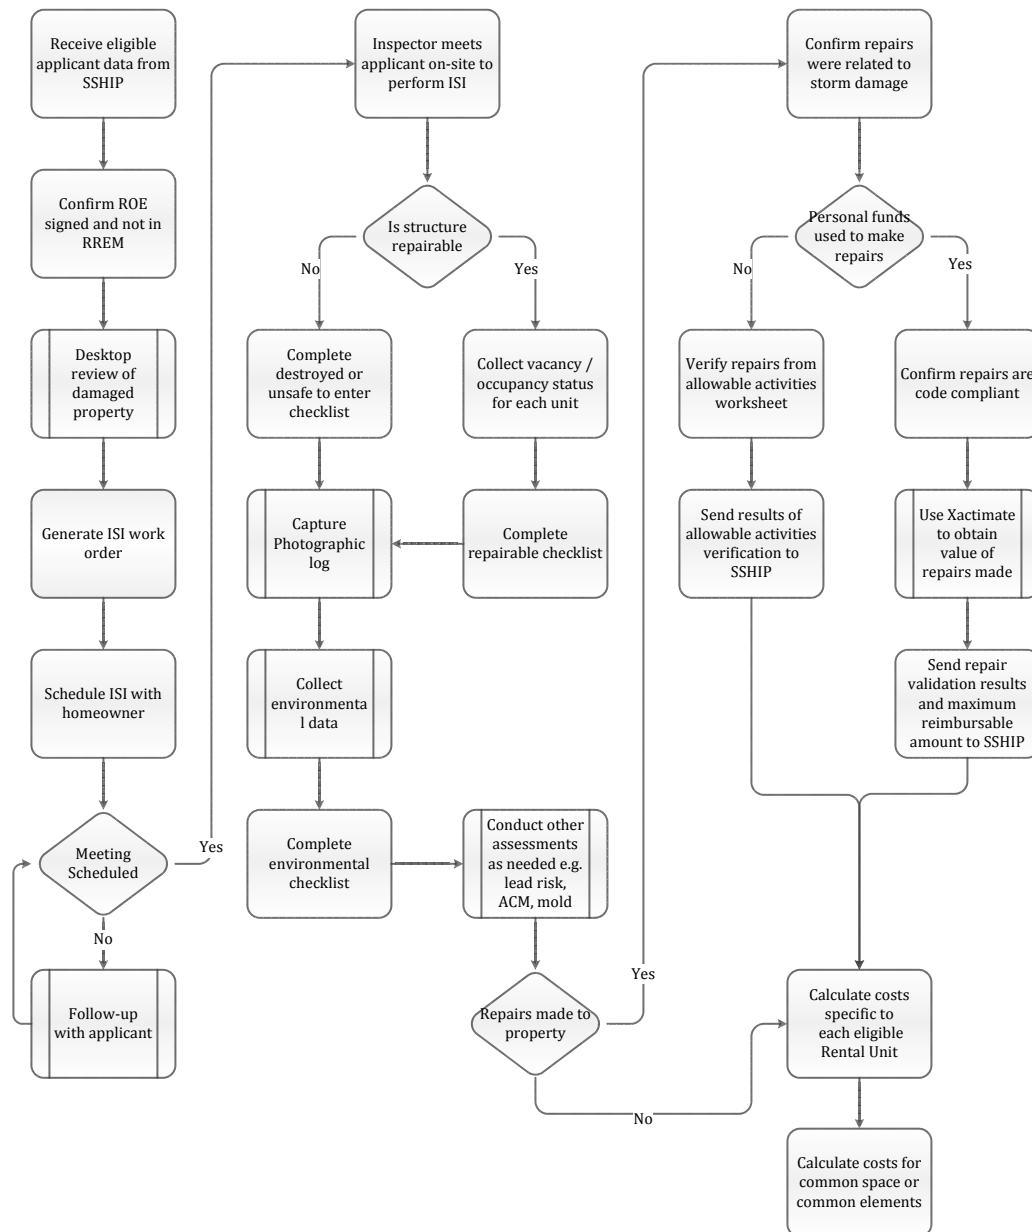 Receive eligible
applicant data from
SSHIP
Confirm ROE
signed and not in
RREM
Desktop
review of
damaged
property
Generate ISI work
order
Schedule ISI with
homeowner
Meeting
Scheduled
Yes
No
Follow-up
with applicant
Inspector meets
applicant on-site to
perform ISI
Is structure
repairable
No
Yes
Complete
destroyed or
unsafe to enter
checklist
Collect vacancy /
occupancy status
for each unit
Capture
Photographic
log
Complete
repairable checklist
Collect
environmenta
l data
Complete
environmental
checklist
Conduct other
assessments
as needed e.g.
lead risk,
ACM, mold
Repairs made to
property
Yes
No
Confirm repairs
were related to
storm damage
Personal funds
used to make
repairs
No
Yes
Verify repairs from
allowable activities
worksheet
Confirm repairs are
code compliant
Send results of
allowable activities
verification to
SSHIP
Use Xactimate
to obtain
value of
repairs made
Send repair
validation results
and maximum
reimbursable
amount to SSHIP
Calculate costs
specific to
each eligible
Rental Unit
Calculate costs for
common space or
common elements